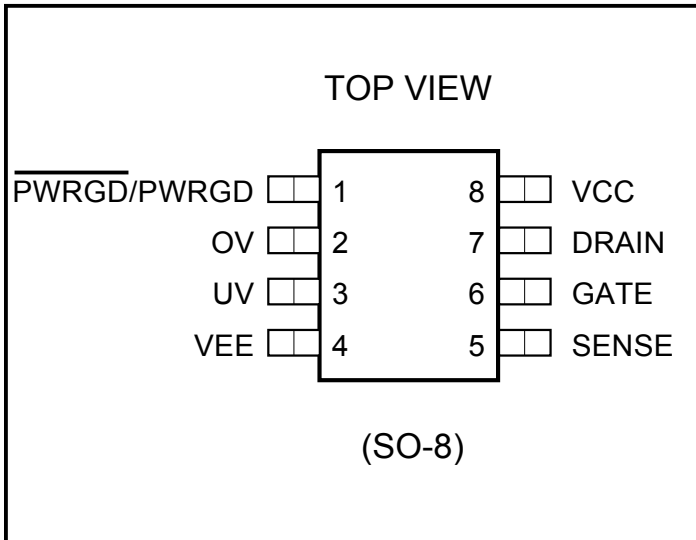 TOP VIEW
PWRGD/PWRGD 1 8 VCC
OV 2 7 DRAIN
UV 3 6 GATE
VEE 4 5 SENSE
(SO-8)